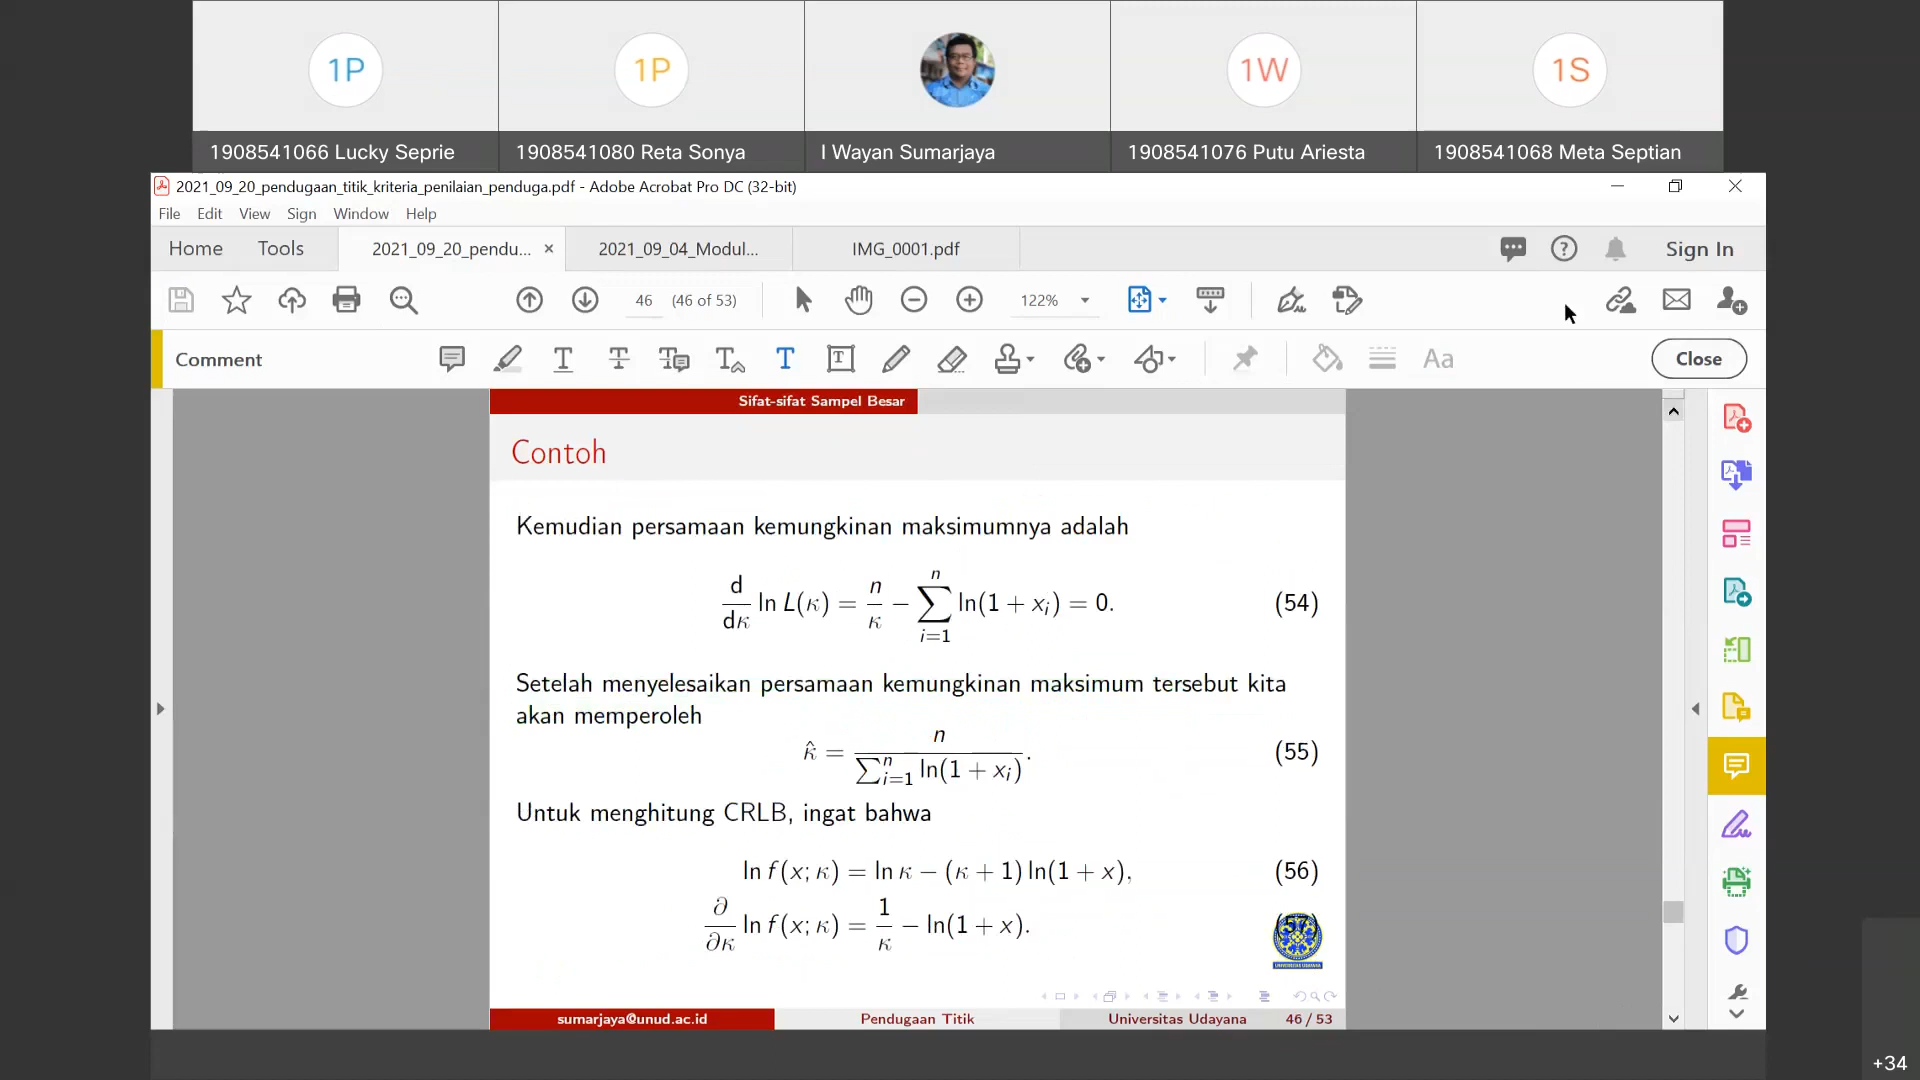 1P
1P
1W
1S
1908541066 Lucky Seprie
1908541080 Reta Sonya
I Wayan Sumarjaya
1908541076 Putu Ariesta
1908541068 Meta Septian
2021_09_20_pendugaan_titik_kriteria_penilaian_penduga.pdf - Adobe Acrobat Pro DC (32-bit)
File Edit View Sign Window Help
Home Tools 2021_09_20_pendu... × 2021_09_04_Modul... IMG_0001.pdf Sign In
46 (46 of 53) 122%
Comment Close
Sifat-sifat Sampel Besar
Contoh
Kemudian persamaan kemungkinan maksimumnya adalah
d/dκ ln L(κ) = n/κ − ∑_{i=1}^{n} ln(1 + x_i) = 0. (54)
Setelah menyelesaikan persamaan kemungkinan maksimum tersebut kita
akan memperoleh
κ̂ = n / ∑_{i=1}^{n} ln(1 + x_i). (55)
Untuk menghitung CRLB, ingat bahwa
ln f(x; κ) = ln κ − (κ + 1) ln(1 + x), (56)
∂/∂κ ln f(x; κ) = 1/κ − ln(1 + x). (57)
UNIVERSITAS UDAYANA
sumarjaya@unud.ac.id Pendugaan Titik Universitas Udayana 46 / 53
+34